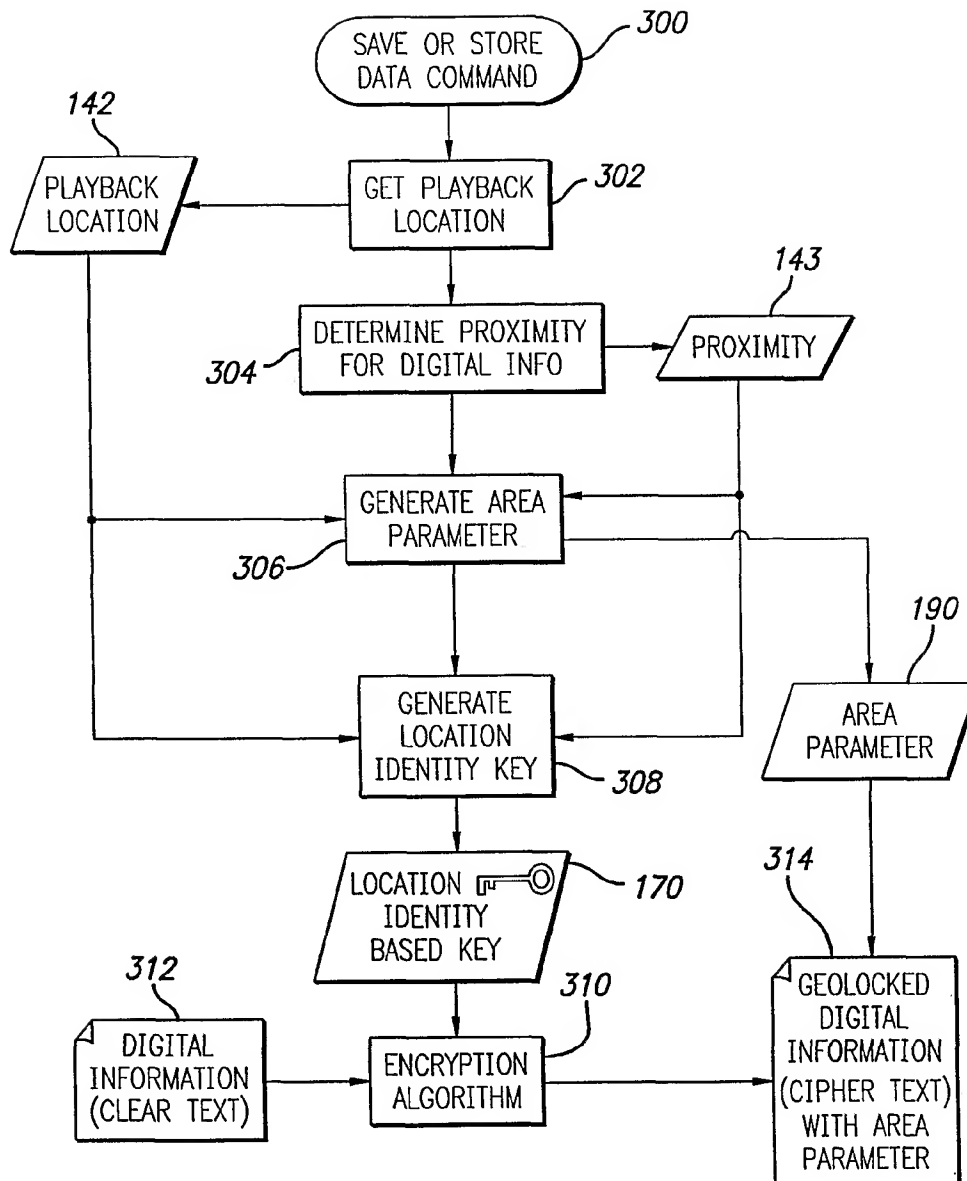 SAVE OR STORE
DATA COMMAND
300
142
PLAYBACK
LOCATION
GET PLAYBACK
LOCATION
302
143
DETERMINE PROXIMITY
FOR DIGITAL INFO
304
PROXIMITY
GENERATE AREA
PARAMETER
306
190
GENERATE
LOCATION
IDENTITY KEY
308
AREA
PARAMETER
LOCATION
IDENTITY
BASED KEY
170
314
312
DIGITAL
INFORMATION
(CLEAR TEXT)
310
ENCRYPTION
ALGORITHM
GEOLOCKED
DIGITAL
INFORMATION
(CIPHER TEXT)
WITH AREA
PARAMETER